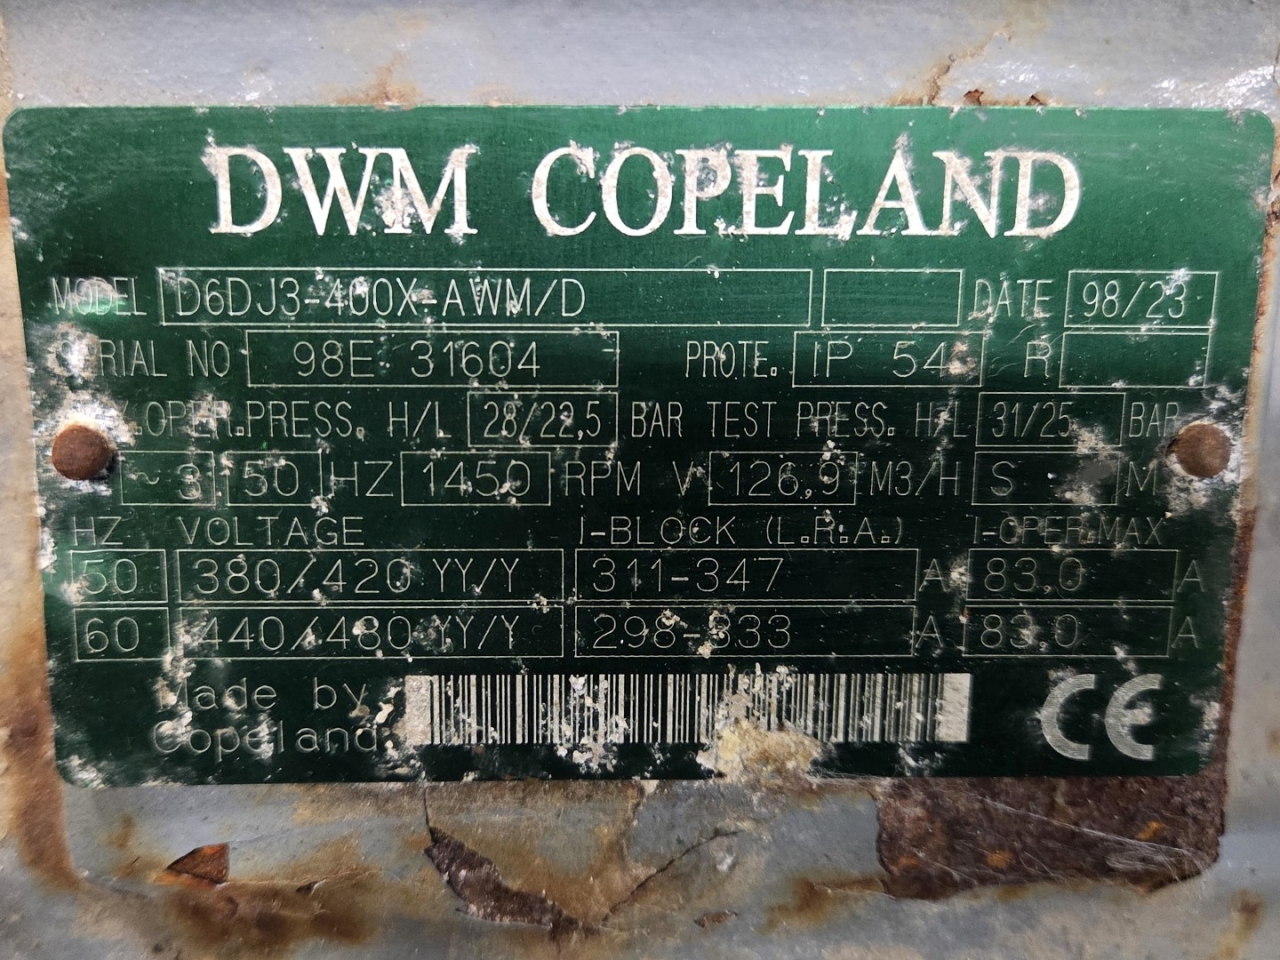 DWM COPELAND
MODEL D6DJ3-400X-AWM/D DATE 98/23
SERIAL NO 98E 31604 PROTE. IP 54 R
.OPER.PRESS. H/L 28/22,5 BAR TEST PRESS. H/L 31/25 BAR
~ 3 50 HZ 1450 RPM V 126,9 M3/H S M
HZ VOLTAGE I-BLOCK (L.R.A.) I-OPER.MAX
50 380/420 YY/Y 311-347 A 83,0 A
60 440/480 YY/Y 298-333 A 83,0 A
Made by
Copeland
CE